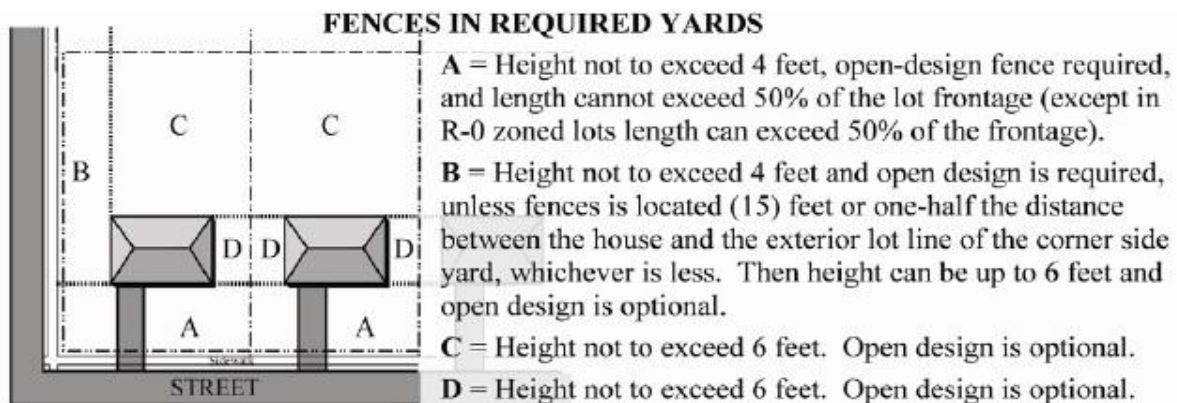 FENCES IN REQUIRED YARDS
A = Height not to exceed 4 feet, open-design fence required,
and length cannot exceed 50% of the lot frontage (except in
R-0 zoned lots length can exceed 50% of the frontage).
B = Height not to exceed 4 feet and open design is required,
unless fences is located (15) feet or one-half the distance
between the house and the exterior lot line of the corner side
yard, whichever is less. Then height can be up to 6 feet and
open design is optional.
C = Height not to exceed 6 feet. Open design is optional.
D = Height not to exceed 6 feet. Open design is optional.
C
C
B
D
D
D
A
A
Sidewalk
STREET